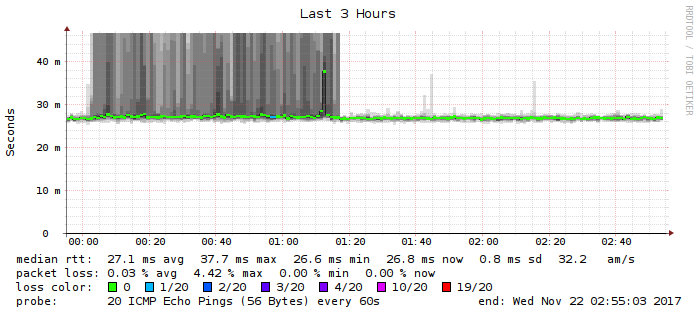 Last 3 Hours
RRDTOOL / TOBI OETIKER
Seconds
40 m
30 m
20 m
10 m
0
00:00 00:20 00:40 01:00 01:20 01:40 02:00 02:20 02:40
median rtt: 27.1 ms avg 37.7 ms max 26.6 ms min 26.8 ms now 0.8 ms sd 32.2 am/s
packet loss: 0.03 % avg 4.42 % max 0.00 % min 0.00 % now
loss color: 0 1/20 2/20 3/20 4/20 10/20 19/20
probe: 20 ICMP Echo Pings (56 Bytes) every 60s end: Wed Nov 22 02:55:03 2017